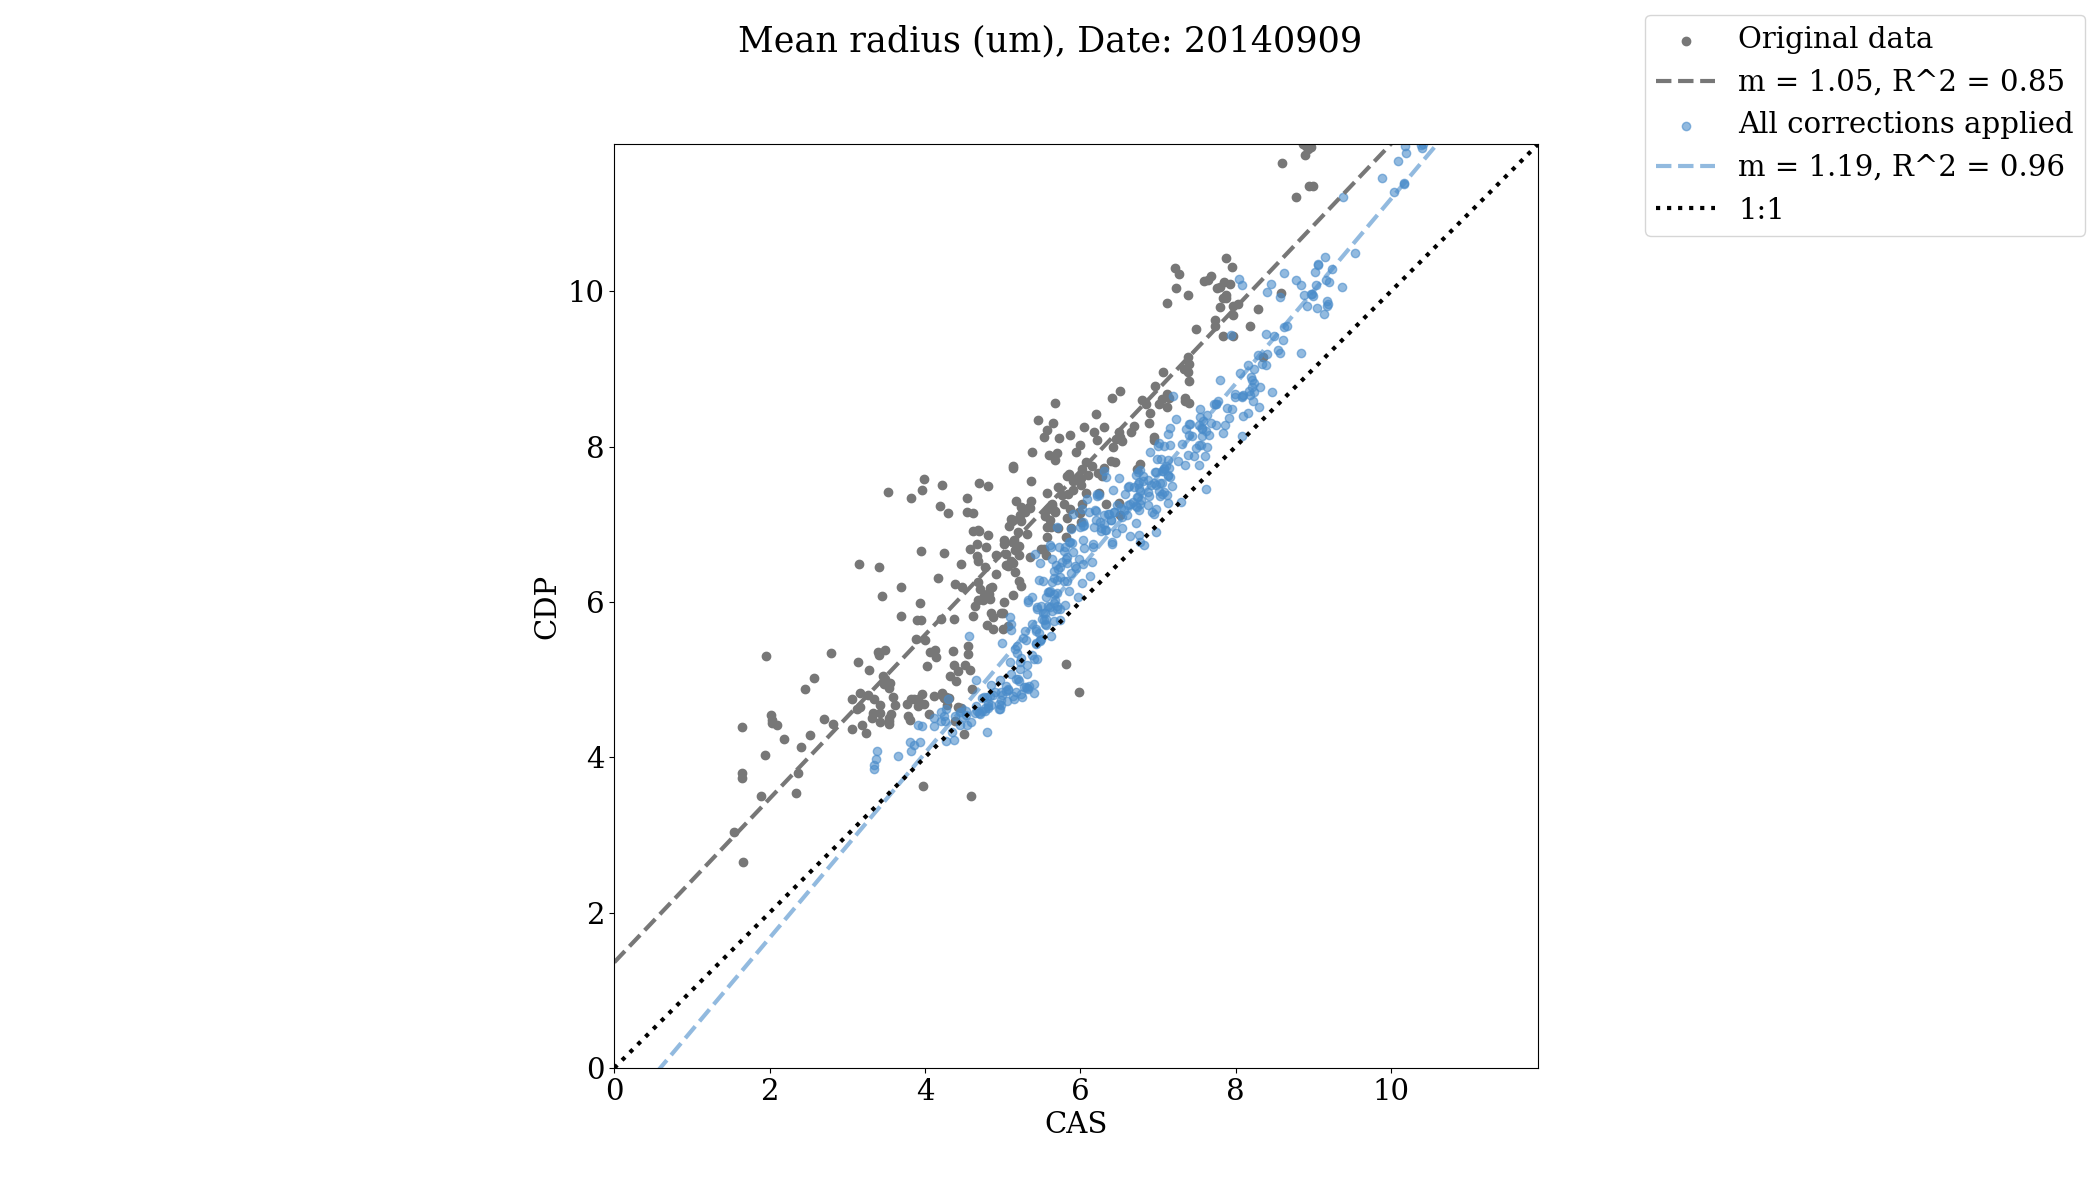 Mean radius (um), Date: 20140909
Original data
m = 1.05, R^2 = 0.85
All corrections applied
m = 1.19, R^2 = 0.96
1:1
10
8
6
4
2
0
CDP
0 2 4 6 8 10
CAS